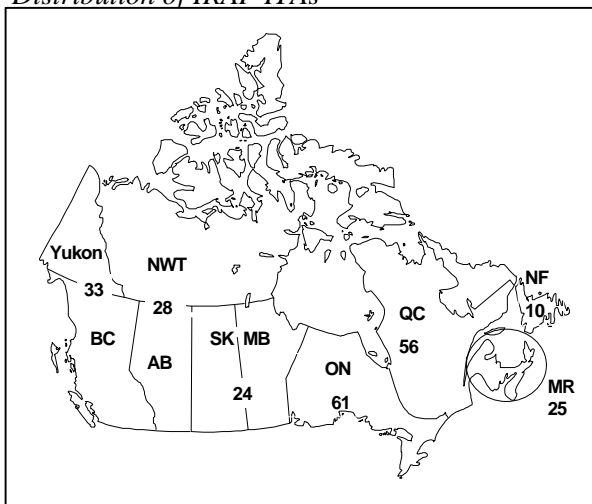 Distribution of IRAP ITAs
Yukon
NWT
33
28
BC
AB
SK MB
24
ON
61
QC
56
NF
10
MR
25